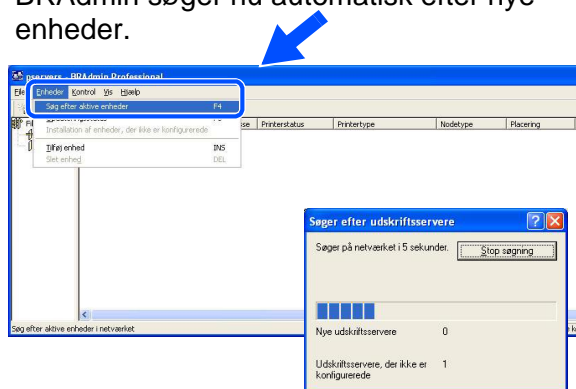 BRAdmin søger nu automatisk efter nye
enheder.
pservers - BRAdmin Professional
Enheder Kontrol Vis Hjælp
Søg efter aktive enheder F4
Installation af enheder, der ikke er konfigurerede
Tilføj enhed INS
Slet enhed DEL
Printerstatus Printertype Nodetype Placering
Søger efter udskriftsservere
Søger på netværket i 5 sekunder. Stop søgning
Nye udskriftsservere 0
Udskriftsservere, der ikke er 1
konfigurerede
Søg efter aktive enheder i netværket